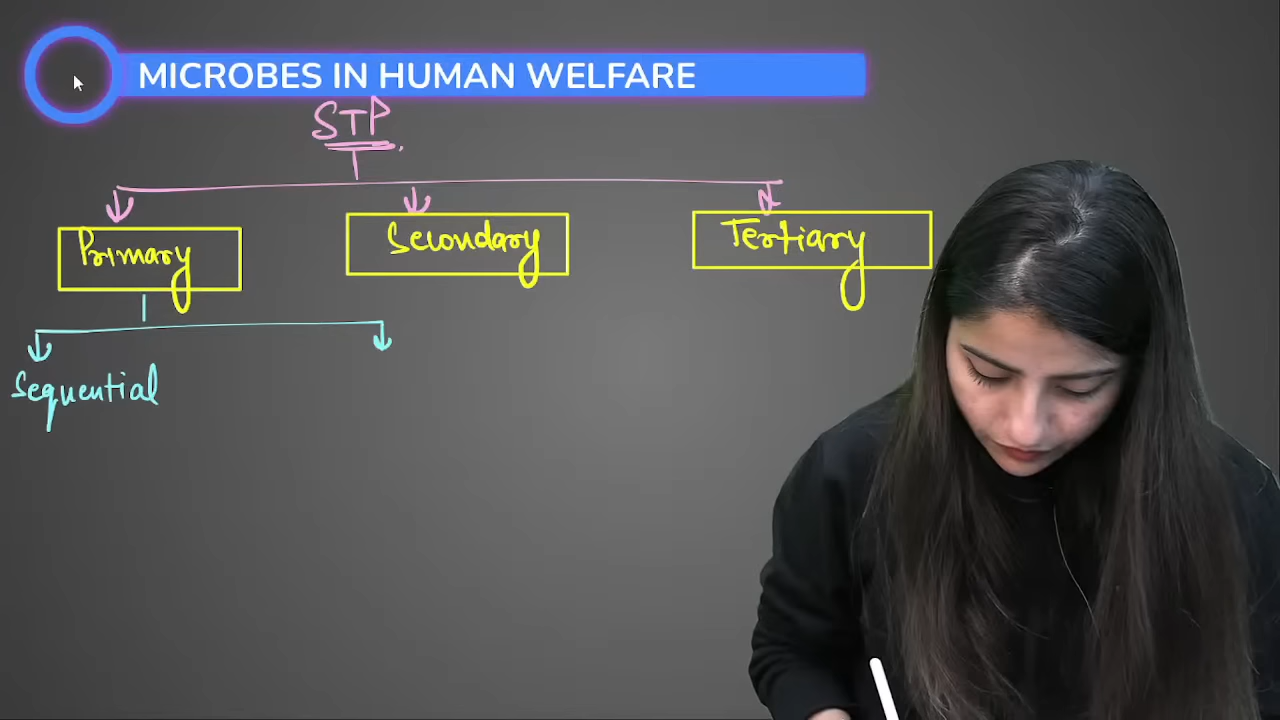 MICROBES IN HUMAN WELFARE
STP
Primary
Secondary
Tertiary
Sequential